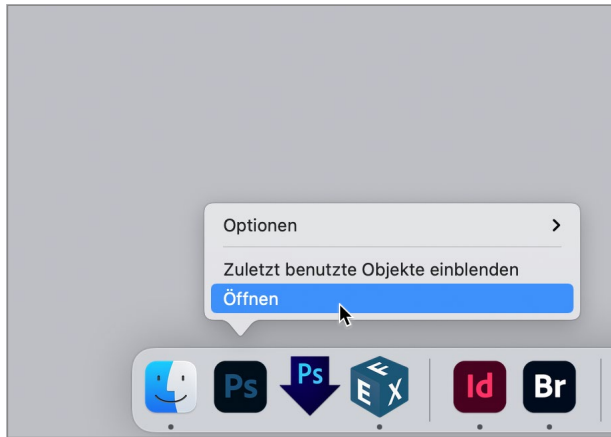 Optionen
Zuletzt benutzte Objekte einblenden
Öffnen
Ps
Ps
F
E X
Id
Br